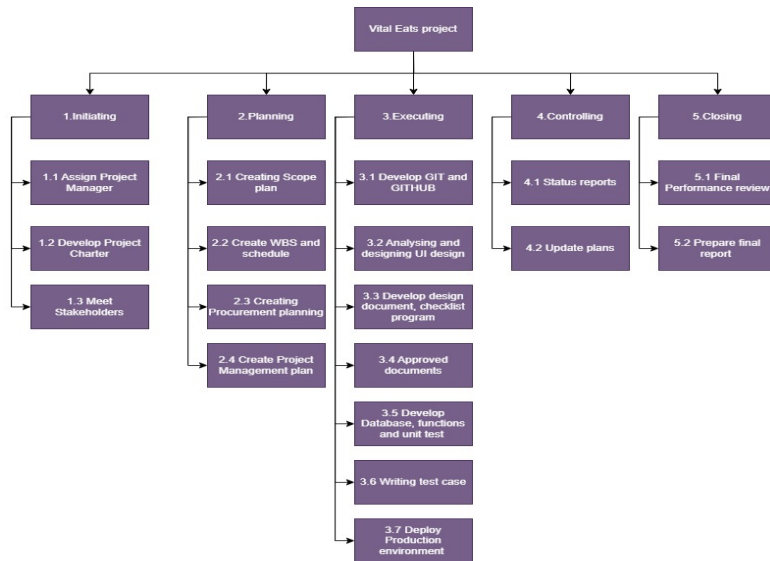 Vital Eats project
1.Initiating
2.Planning
3.Executing
4.Controlling
5.Closing
1.1 Assign Project
Manager
1.2 Develop Project
Charter
1.3 Meet
Stakeholders
2.1 Creating Scope
plan
2.2 Create WBS and
schedule
2.3 Creating
Procurement planning
2.4 Create Project
Management plan
3.1 Develop GIT and
GITHUB
3.2 Analysing and
designing UI design
3.3 Develop design
document, checklist
program
3.4 Approved
documents
3.5 Develop
Database, functions
and unit test
3.6 Writing test case
3.7 Deploy
Production
environment
4.1 Status reports
4.2 Update plans
5.1 Final
Performance review
5.2 Prepare final
report